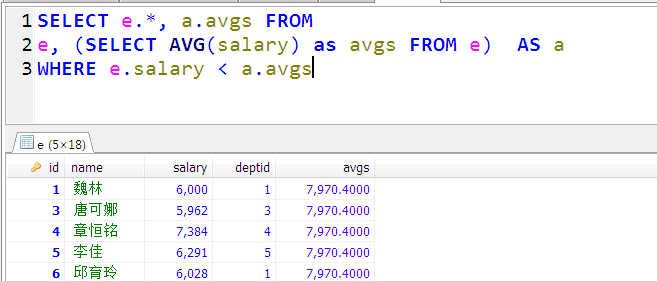 1 SELECT e.*, a.avgs FROM
2 e, (SELECT AVG(salary) as avgs FROM e)  AS a
3 WHERE e.salary < a.avgs
e (5×18)
id name salary deptid avgs
1 魏林 6,000 1 7,970.4000
3 唐可娜 5,962 3 7,970.4000
4 章恒铭 7,384 4 7,970.4000
5 李佳 6,291 5 7,970.4000
6 邱育玲 6,028 1 7,970.4000